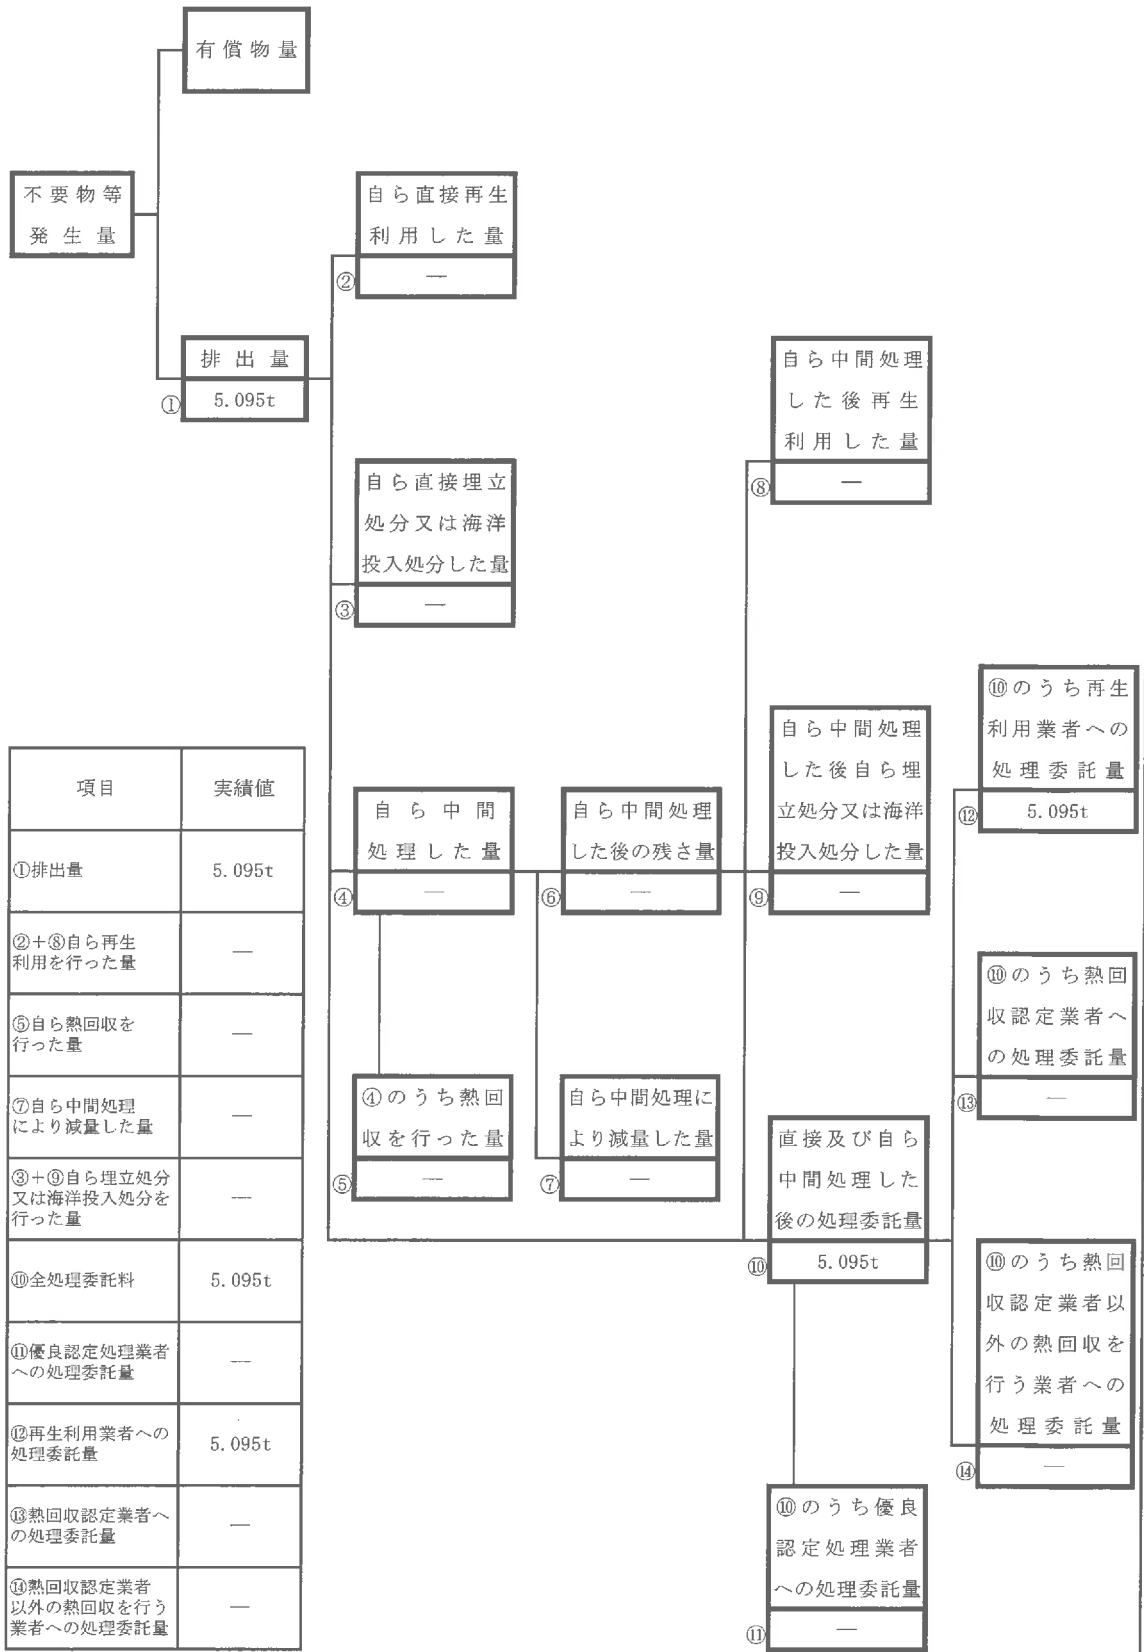 有償物量
不要物等
発生量
排出量
① 5.095t
自ら直接再生
利用した量
② —
自ら直接埋立
処分又は海洋
投入処分した量
③ —
自ら中間
処理した量
④ —
④のうち熱回
収を行った量
⑤ —
自ら中間処理
した後の残さ量
⑥ —
自ら中間処理に
より減量した量
⑦ —
自ら中間処理
した後再生
利用した量
⑧ —
自ら中間処理
した後自ら埋
立処分又は海洋
投入処分した量
⑨ —
直接及び自ら
中間処理した
後の処理委託量
⑩ 5.095t
⑩のうち優良
認定処理業者
への処理委託量
⑪ —
⑩のうち再生
利用業者への
処理委託量
⑫ 5.095t
⑩のうち熱回
収認定業者へ
の処理委託量
⑬ —
⑩のうち熱回
収認定業者以
外の熱回収を
行う業者への
処理委託量
⑭ —
項目 実績値
①排出量 5.095t
②+⑧自ら再生
利用を行った量 —
⑤自ら熱回収を
行った量 —
⑦自ら中間処理
により減量した量 —
③+⑨自ら埋立処分
又は海洋投入処分を
行った量 —
⑩全処理委託料 5.095t
⑪優良認定処理業者
への処理委託量 —
⑫再生利用業者への
処理委託量 5.095t
⑬熱回収認定業者へ
の処理委託量 —
⑭熱回収認定業者
以外の熱回収を行う
業者への処理委託量 —